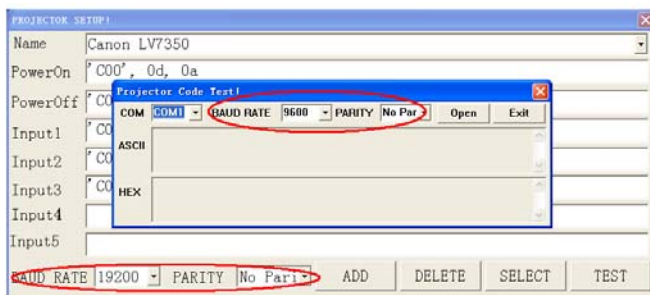 PROJECTOR SETUP!
Name Canon LV7350
PowerOn 'C00', 0d, 0a
PowerOff 'C0
Projector Code Test!
COM COM1 BAUD RATE 9600 PARITY No Par Open Exit
Input1 'C0
ASCII
Input2 'C0
Input3 'C0
HEX
Input4
Input5
BAUD RATE 19200 PARITY No Pari ADD DELETE SELECT TEST